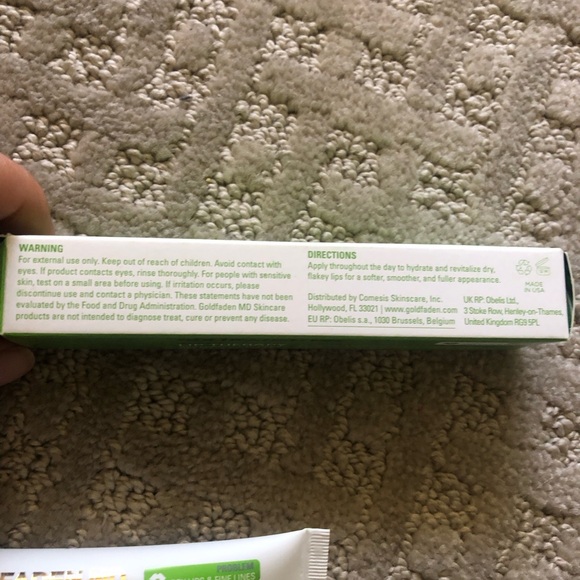 WARNING
For external use only. Keep out of reach of children. Avoid contact with
eyes. If product contacts eyes, rinse thoroughly. For people with sensitive
skin, test on a small area before using. If irritation occurs, please
discontinue use and contact a physician. These statements have not been
evaluated by the Food and Drug Administration. Goldfaden MD Skincare
products are not intended to diagnose treat, cure or prevent any disease.
DIRECTIONS
Apply throughout the day to hydrate and revitalize dry,
flakey lips for a softer, smoother, and fuller appearance.
Distributed by Comesis Skincare, Inc.
Hollywood, FL 33021 | www.goldfaden.com
EU RP: Obelis s.a., 1030 Brussels, Belgium
UK RP: Obelis Ltd.,
3 Stoke Row, Henley-on-Thames,
United Kingdom RG9 5PL
MADE
IN USA
PROBLEM
& FINE LINES